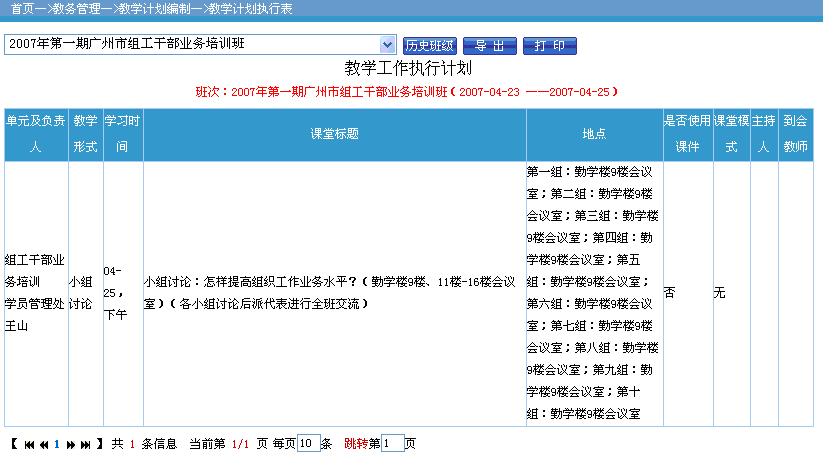 首页—>教务管理—>教学计划编制—>教学计划执行表
2007年第一期广州市组工干部业务培训班 历史班级 导 出 打 印
教学工作执行计划
班次：2007年第一期广州市组工干部业务培训班（2007-04-23 ——2007-04-25）
单元及负责人 教学形式 学习时间 课堂标题 地点 是否使用课件 课堂模式 主持人 到会教师
组工干部业务培训
学员管理处
王山
小组讨论
04-25，下午
小组讨论：怎样提高组织工作业务水平？（勤学楼9楼、11楼-16楼会议室）（各小组讨论后派代表进行全班交流）
第一组：勤学楼9楼会议
室；第二组：勤学楼9楼
会议室；第三组：勤学楼
9楼会议室；第四组：勤
学楼9楼会议室；第五
组：勤学楼9楼会议室；
第六组：勤学楼9楼会议
室；第七组：勤学楼9楼
会议室；第八组：勤学楼
9楼会议室；第九组：勤
学楼9楼会议室；第十
组：勤学楼9楼会议室
否
无
【 1 】 共 1 条信息 当前第 1/1 页 每页 10 条 跳转第 1 页